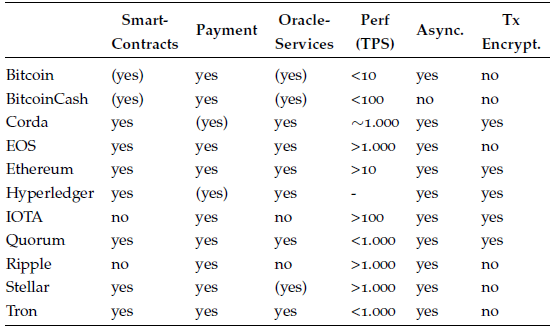 Smart-Contracts Payment Oracle-Services Perf (TPS) Async. Tx Encrypt.
Bitcoin (yes) yes (yes) <10 yes no
BitcoinCash (yes) yes (yes) <100 no no
Corda yes (yes) yes ~1.000 yes yes
EOS yes yes yes >1.000 yes no
Ethereum yes yes yes >10 yes yes
Hyperledger yes (yes) yes - yes yes
IOTA no yes no >100 yes yes
Quorum yes yes yes <1.000 yes yes
Ripple no yes no >1.000 yes no
Stellar yes yes (yes) >1.000 yes no
Tron yes yes yes <1.000 yes no